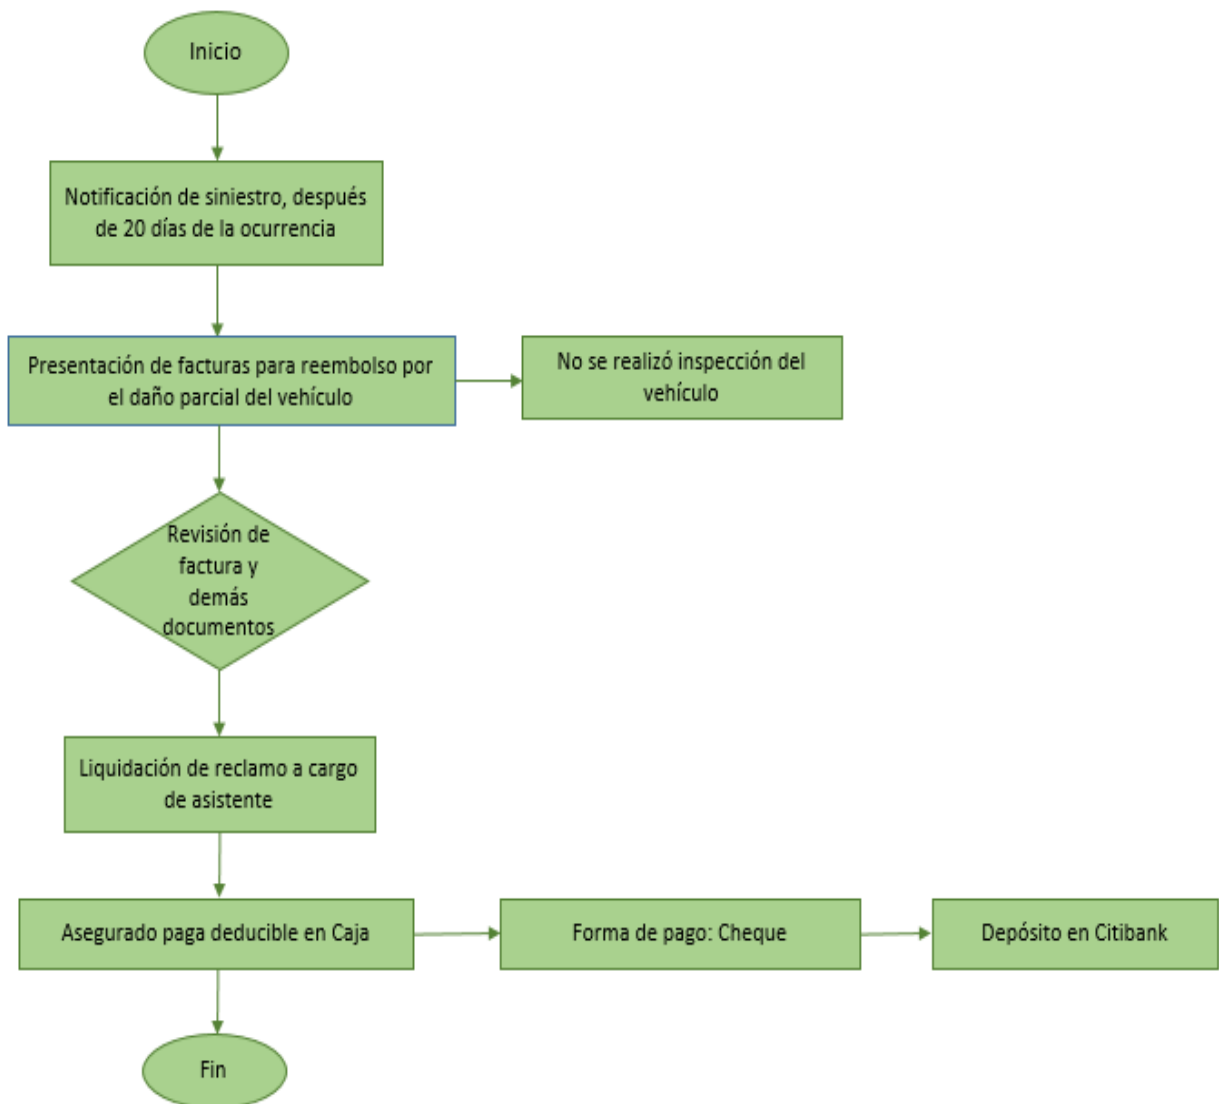 Inicio
Notificación de siniestro, después
de 20 días de la ocurrencia
Presentación de facturas para reembolso por
el daño parcial del vehículo
No se realizó inspección del
vehículo
Revisión de
factura y
demás
documentos
Liquidación de reclamo a cargo
de asistente
Asegurado paga deducible en Caja
Forma de pago: Cheque
Depósito en Citibank
Fin